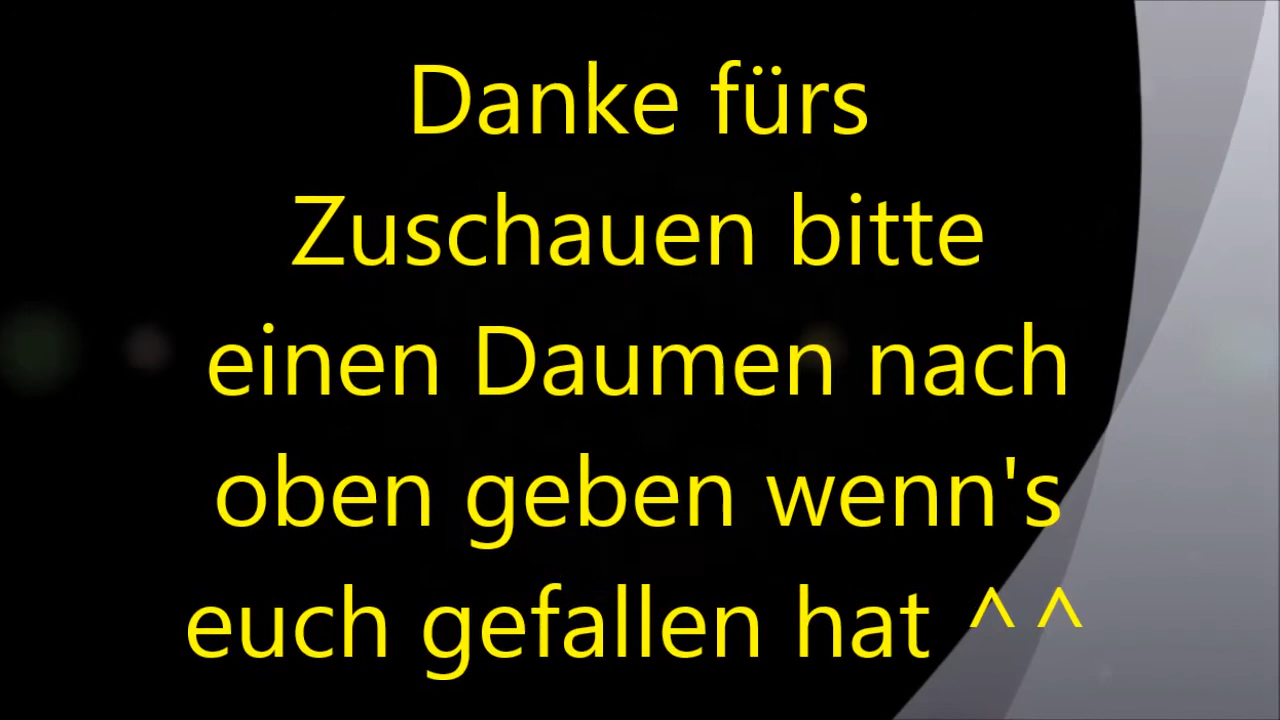 Danke fürs
Zuschauen bitte
einen Daumen nach
oben geben wenn's
euch gefallen hat ^^